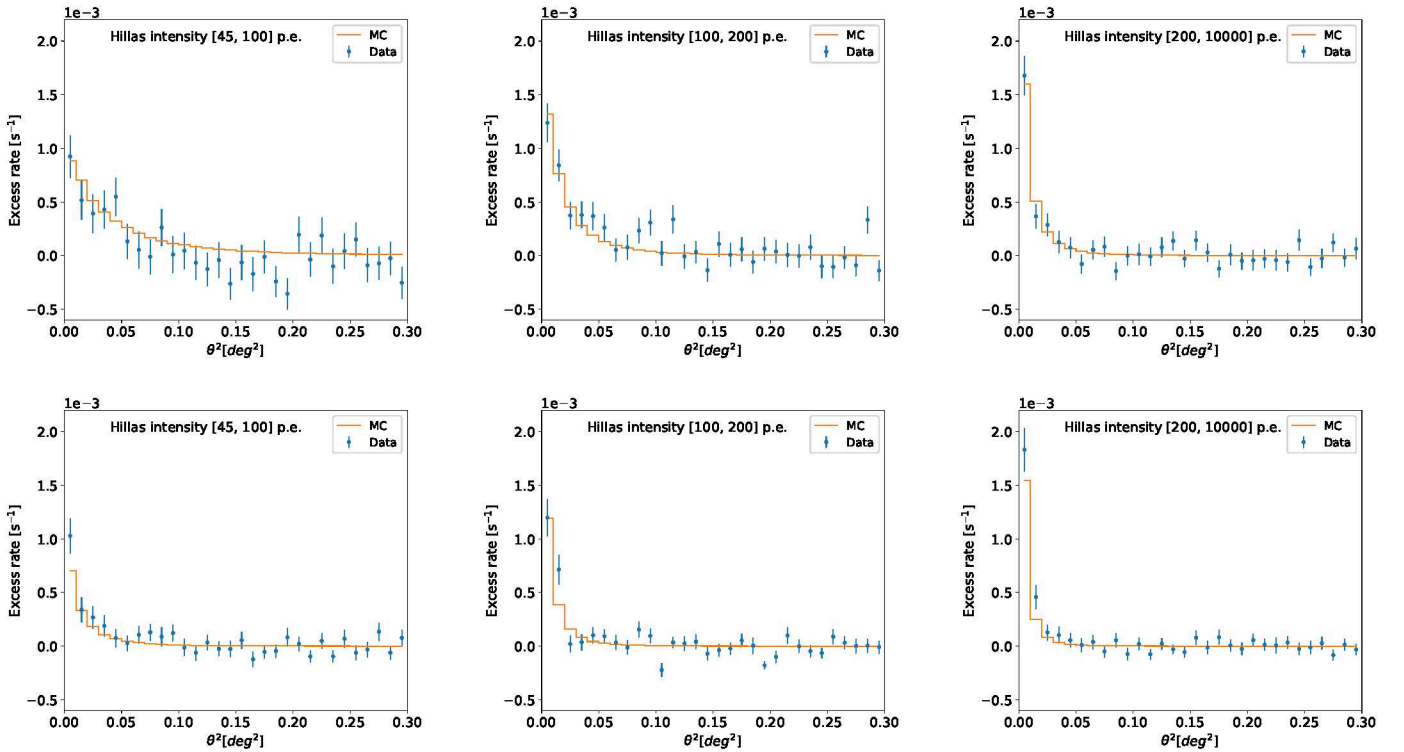 1e−3
Hillas intensity [45, 100] p.e.
MC
Data
2.0
1.5
1.0
0.5
0.0
−0.5
Excess rate [s⁻¹]
0.00 0.05 0.10 0.15 0.20 0.25 0.30
θ²[deg²]
1e−3
Hillas intensity [100, 200] p.e.
MC
Data
2.0
1.5
1.0
0.5
0.0
−0.5
Excess rate [s⁻¹]
0.00 0.05 0.10 0.15 0.20 0.25 0.30
θ²[deg²]
1e−3
Hillas intensity [200, 10000] p.e.
MC
Data
2.0
1.5
1.0
0.5
0.0
−0.5
Excess rate [s⁻¹]
0.00 0.05 0.10 0.15 0.20 0.25 0.30
θ²[deg²]
1e−3
Hillas intensity [45, 100] p.e.
MC
Data
2.0
1.5
1.0
0.5
0.0
−0.5
Excess rate [s⁻¹]
0.00 0.05 0.10 0.15 0.20 0.25 0.30
θ²[deg²]
1e−3
Hillas intensity [100, 200] p.e.
MC
Data
2.0
1.5
1.0
0.5
0.0
−0.5
Excess rate [s⁻¹]
0.00 0.05 0.10 0.15 0.20 0.25 0.30
θ²[deg²]
1e−3
Hillas intensity [200, 10000] p.e.
MC
Data
2.0
1.5
1.0
0.5
0.0
−0.5
Excess rate [s⁻¹]
0.00 0.05 0.10 0.15 0.20 0.25 0.30
θ²[deg²]